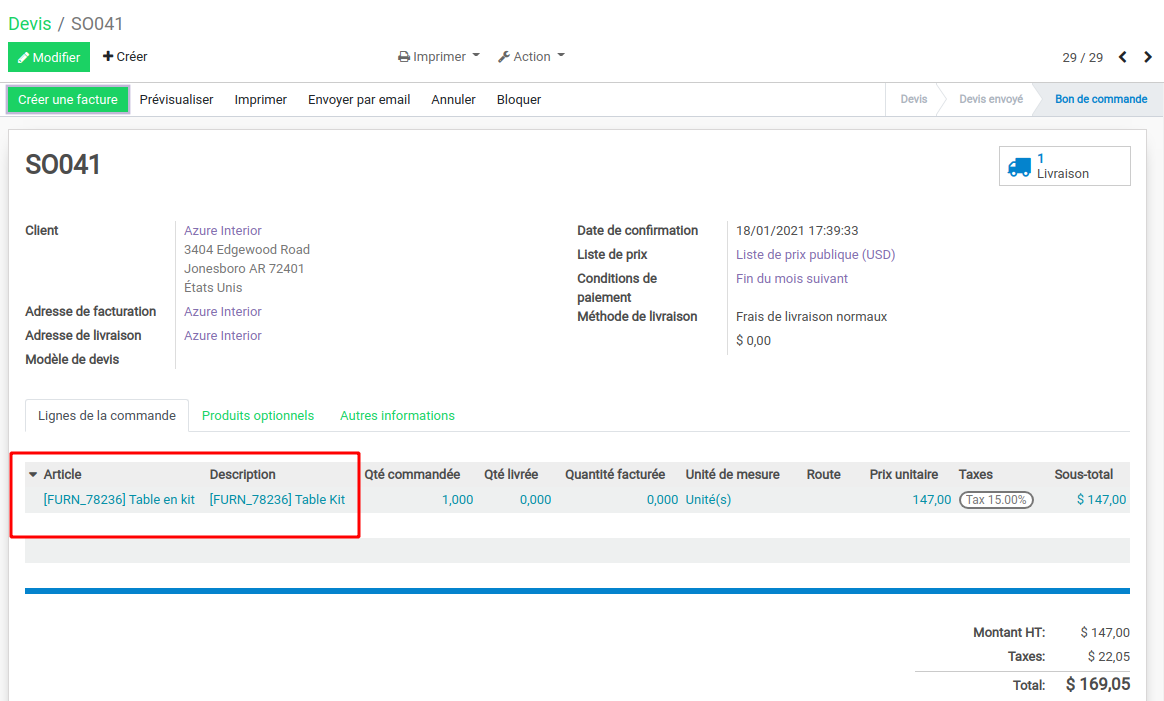 Devis / SO041
Modifier Créer Imprimer Action 29 / 29
Créer une facture Prévisualiser Imprimer Envoyer par email Annuler Bloquer Devis Devis envoyé Bon de commande
SO041
1
Livraison
Client Azure Interior
3404 Edgewood Road
Jonesboro AR 72401
États Unis
Adresse de facturation Azure Interior
Adresse de livraison Azure Interior
Modèle de devis
Date de confirmation 18/01/2021 17:39:33
Liste de prix Liste de prix publique (USD)
Conditions de Fin du mois suivant
paiement
Méthode de livraison Frais de livraison normaux
$ 0,00
Lignes de la commande Produits optionnels Autres informations
Article Description Qté commandée Qté livrée Quantité facturée Unité de mesure Route Prix unitaire Taxes Sous-total
[FURN_78236] Table en kit [FURN_78236] Table Kit 1,000 0,000 0,000 Unité(s) 147,00 Tax 15.00% $ 147,00
Montant HT: $ 147,00
Taxes: $ 22,05
Total: $ 169,05